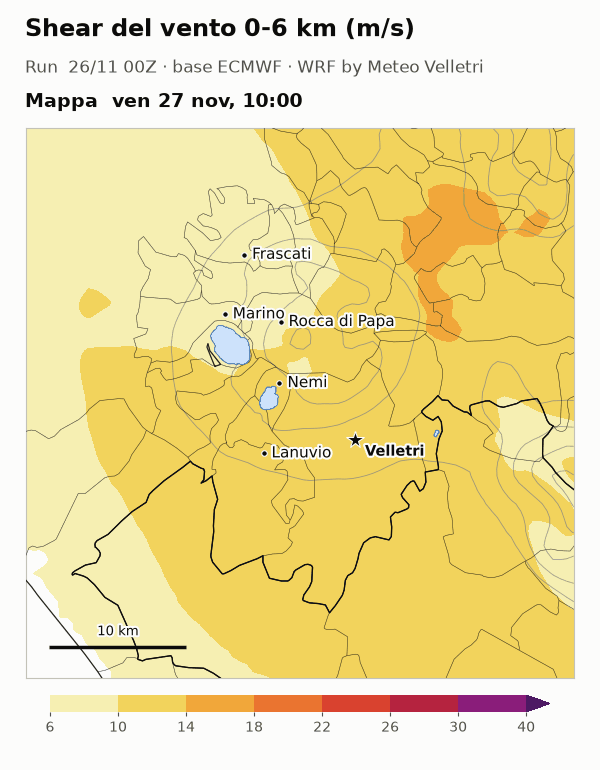 Shear del vento 0-6 km (m/s)
Run  26/11 00Z · base ECMWF · WRF by Meteo Velletri
Mappa  ven 27 nov, 10:00
Frascati
Marino
Rocca di Papa
Nemi
Velletri
Lanuvio
10 km
6 10 14 18 22 26 30 40